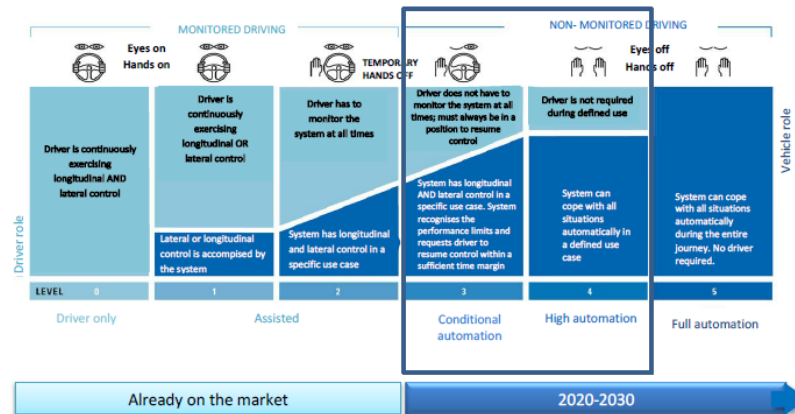 MONITORED DRIVING
NON- MONITORED DRIVING
Eyes on
Hands on
TEMPORARY
HANDS OFF
Eyes off
Hands off
Driver role
Vehicle role
Driver is continuously
exercising
longitudinal AND
lateral control
Driver is
continuously
exercising
longitudinal OR
lateral control
Lateral or longitudinal
control is accompised by
the system
Driver has to
monitor the
system at all times
System has longitudinal
and lateral control in a
specific use case
Driver does not have to
monitor the system at all
times; must always be in a
position to resume
control
System has longitudinal
AND lateral control in a
specific use case. System
recognises the
performance limits and
requests driver to
resume control within a
sufficient time margin
Driver is not required
during defined use
System can
cope with all
situations
automatically in
a defined use
case
System can cope
with all situations
automatically
during the entire
journey. No driver
required.
LEVEL 0 1 2 3 4 5
Driver only
Assisted
Conditional
automation
High automation
Full automation
Already on the market
2020-2030